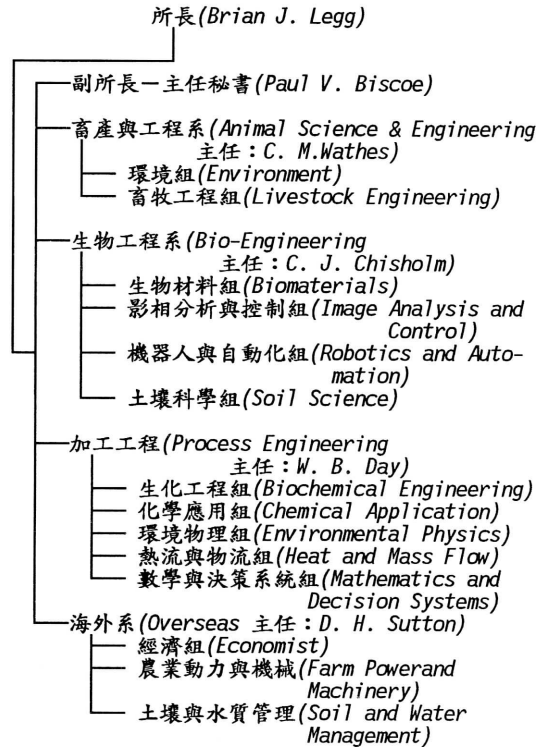 所長(Brian J. Legg)
副所長－主任秘書(Paul V. Biscoe)
畜產與工程系(Animal Science & Engineering
主任：C. M.Wathes)
環境組(Environment)
畜牧工程組(Livestock Engineering)
生物工程系(Bio-Engineering
主任：C. J. Chisholm)
生物材料組(Biomaterials)
影相分析與控制組(Image Analysis and
Control)
機器人與自動化組(Robotics and Auto-
mation)
土壤科學組(Soil Science)
加工工程(Process Engineering
主任：W. B. Day)
生化工程組(Biochemical Engineering)
化學應用組(Chemical Application)
環境物理組(Environmental Physics)
熱流與物流組(Heat and Mass Flow)
數學與決策系統組(Mathematics and
Decision Systems)
海外系(Overseas 主任：D. H. Sutton)
經濟組(Economist)
農業動力與機械(Farm Powerand
Machinery)
土壤與水質管理(Soil and Water
Management)